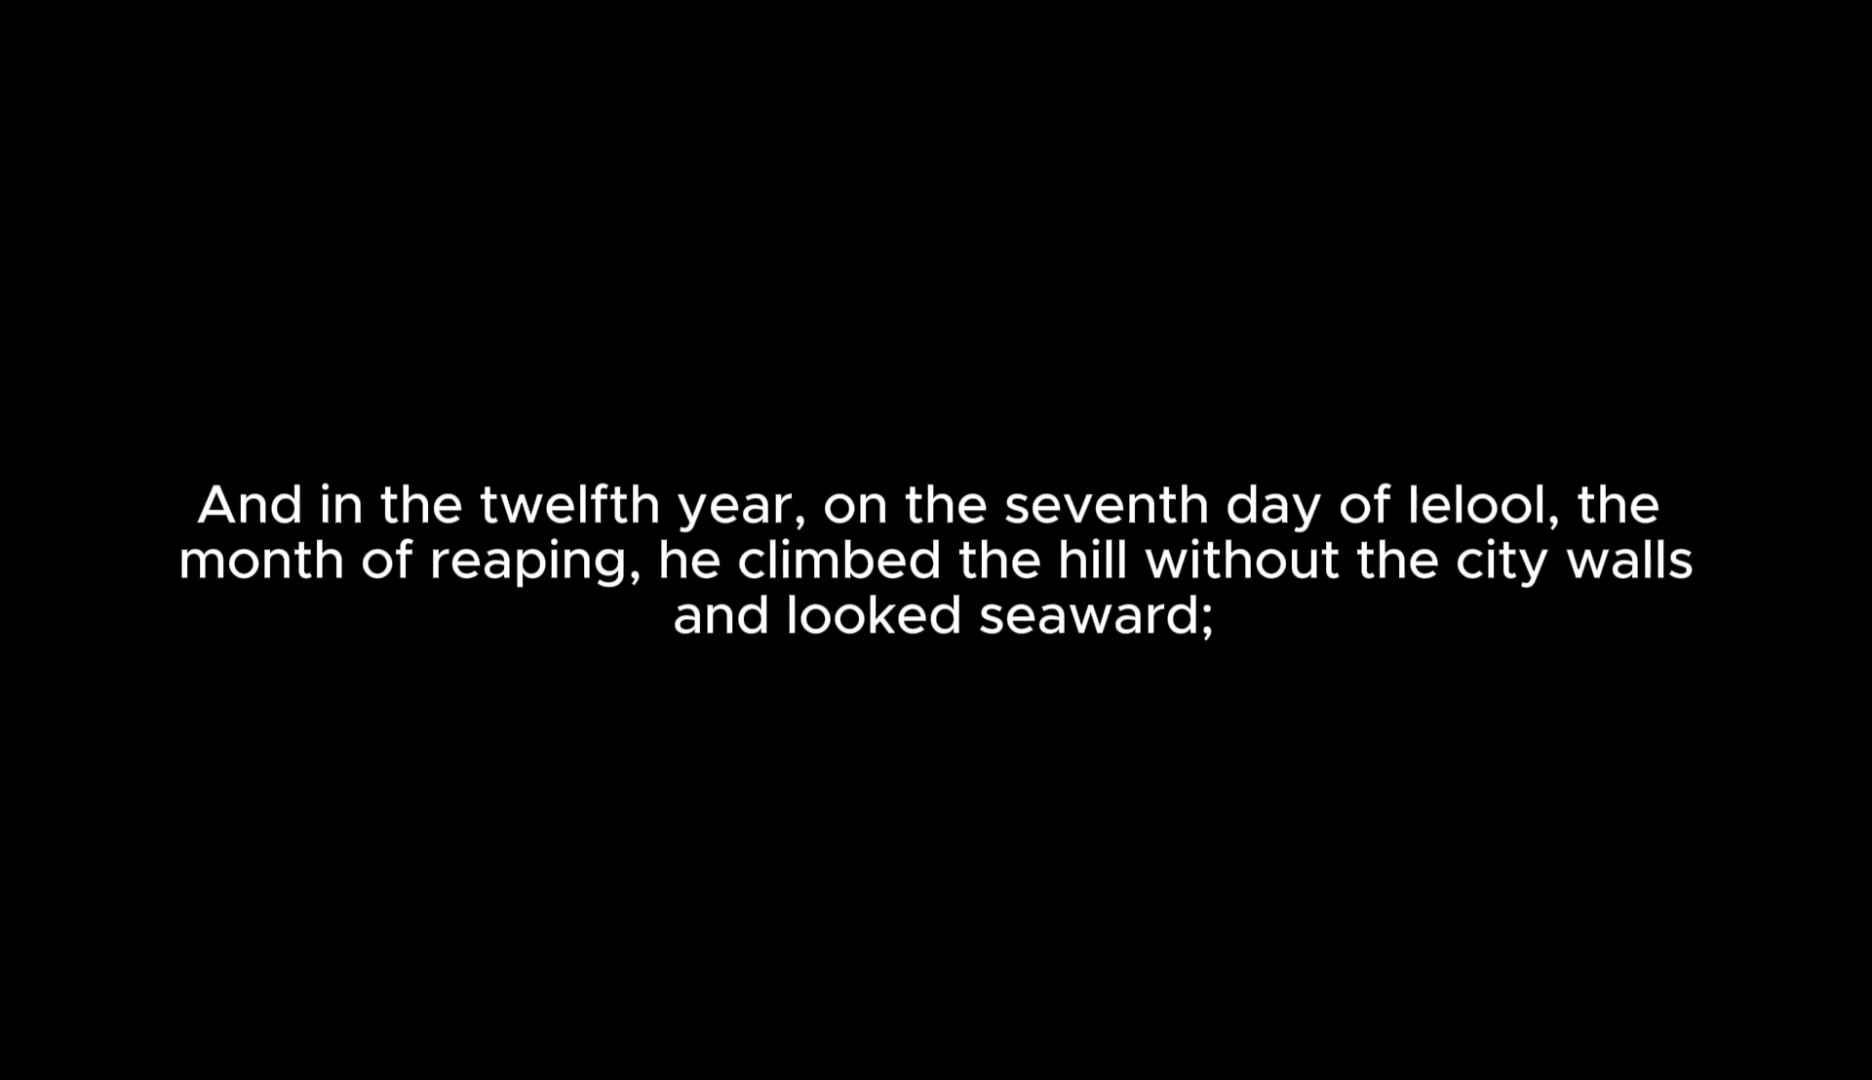 And in the twelfth year, on the seventh day of Ielool, the
month of reaping, he climbed the hill without the city walls
and looked seaward;